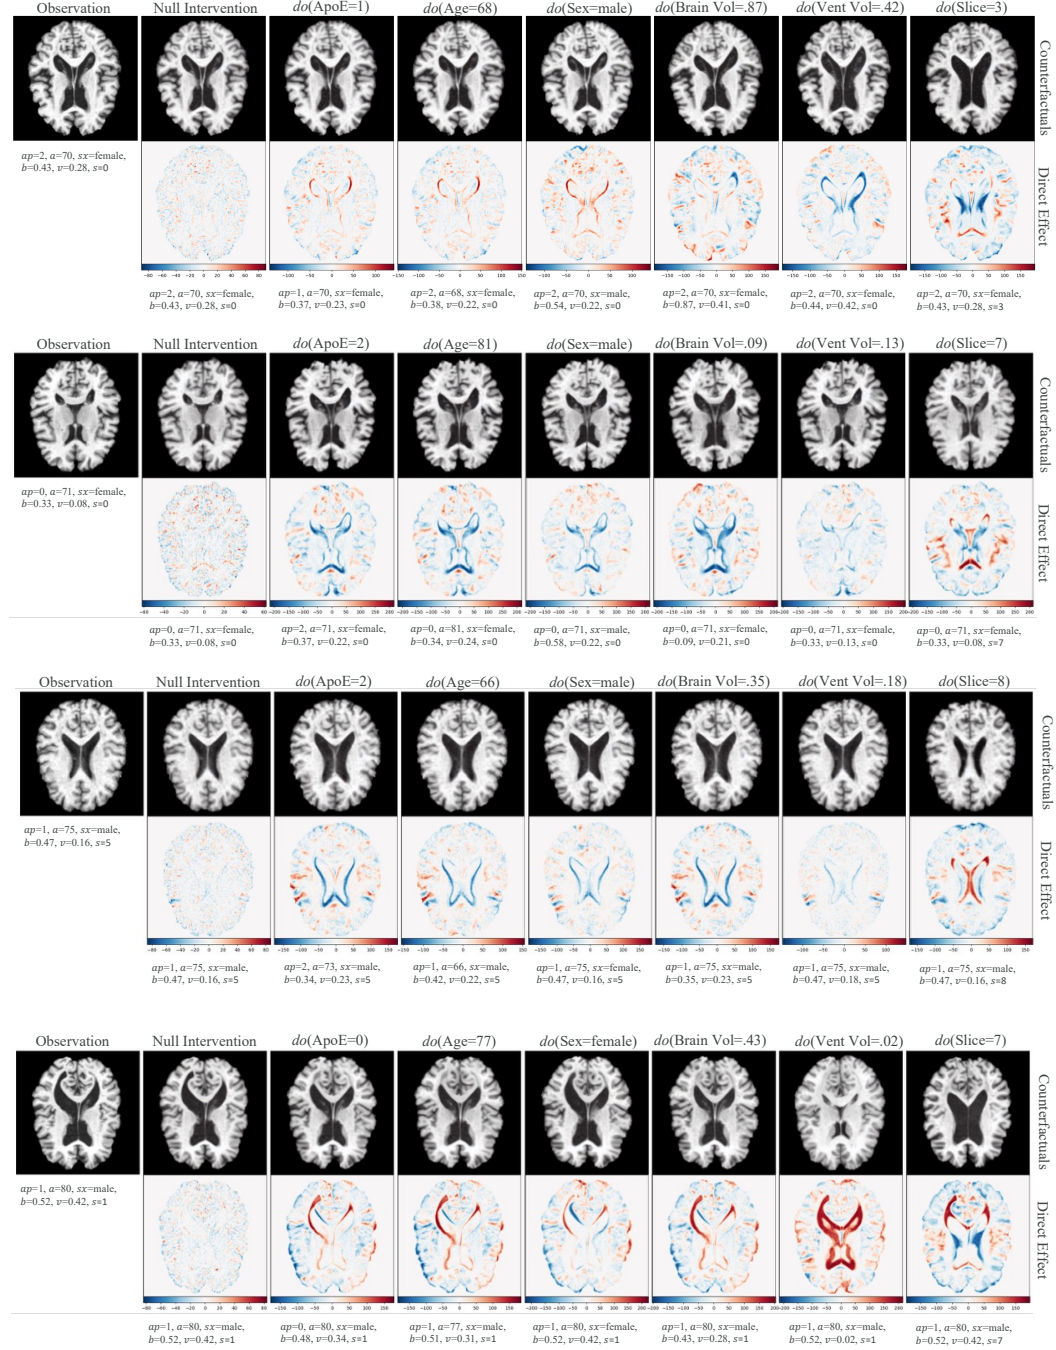 Observation Null Intervention do(ApoE=1) do(Age=68) do(Sex=male) do(Brain Vol=.87) do(Vent Vol=.42) do(Slice=3)
Counterfactuals
ap=2, a=70, sx=female,
b=0.43, v=0.28, s=0
Direct Effect
ap=2, a=70, sx=female, ap=1, a=70, sx=female, ap=2, a=68, sx=female, ap=2, a=70, sx=male, ap=2, a=70, sx=female, ap=2, a=70, sx=female, ap=2, a=70, sx=female,
b=0.43, v=0.28, s=0 b=0.37, v=0.23, s=0 b=0.38, v=0.22, s=0 b=0.54, v=0.22, s=0 b=0.87, v=0.41, s=0 b=0.44, v=0.42, s=0 b=0.43, v=0.28, s=3
Observation Null Intervention do(ApoE=2) do(Age=81) do(Sex=male) do(Brain Vol=.09) do(Vent Vol=.13) do(Slice=7)
Counterfactuals
ap=0, a=71, sx=female,
b=0.33, v=0.08, s=0
Direct Effect
ap=0, a=71, sx=female, ap=2, a=71, sx=female, ap=0, a=81, sx=female, ap=0, a=71, sx=male, ap=0, a=71, sx=female, ap=0, a=71, sx=female, ap=0, a=71, sx=female,
b=0.33, v=0.08, s=0 b=0.37, v=0.22, s=0 b=0.34, v=0.24, s=0 b=0.58, v=0.22, s=0 b=0.09, v=0.21, s=0 b=0.33, v=0.13, s=0 b=0.33, v=0.08, s=7
Observation Null Intervention do(ApoE=2) do(Age=66) do(Sex=male) do(Brain Vol=.35) do(Vent Vol=.18) do(Slice=8)
Counterfactuals
ap=1, a=75, sx=male,
b=0.47, v=0.16, s=5
Direct Effect
ap=1, a=75, sx=male, ap=2, a=73, sx=male, ap=1, a=66, sx=male, ap=1, a=75, sx=female, ap=1, a=75, sx=male, ap=1, a=75, sx=male, ap=1, a=75, sx=male,
b=0.47, v=0.16, s=5 b=0.34, v=0.23, s=5 b=0.42, v=0.22, s=5 b=0.47, v=0.16, s=5 b=0.35, v=0.23, s=5 b=0.47, v=0.18, s=5 b=0.47, v=0.16, s=8
Observation Null Intervention do(ApoE=0) do(Age=77) do(Sex=female) do(Brain Vol=.43) do(Vent Vol=.02) do(Slice=7)
Counterfactuals
ap=1, a=80, sx=male,
b=0.52, v=0.42, s=1
Direct Effect
ap=1, a=80, sx=male, ap=0, a=80, sx=male, ap=1, a=77, sx=male, ap=1, a=80, sx=female, ap=1, a=80, sx=male, ap=1, a=80, sx=male, ap=1, a=80, sx=male,
b=0.52, v=0.42, s=1 b=0.48, v=0.34, s=1 b=0.51, v=0.31, s=1 b=0.52, v=0.42, s=1 b=0.43, v=0.28, s=1 b=0.52, v=0.02, s=1 b=0.52, v=0.42, s=7